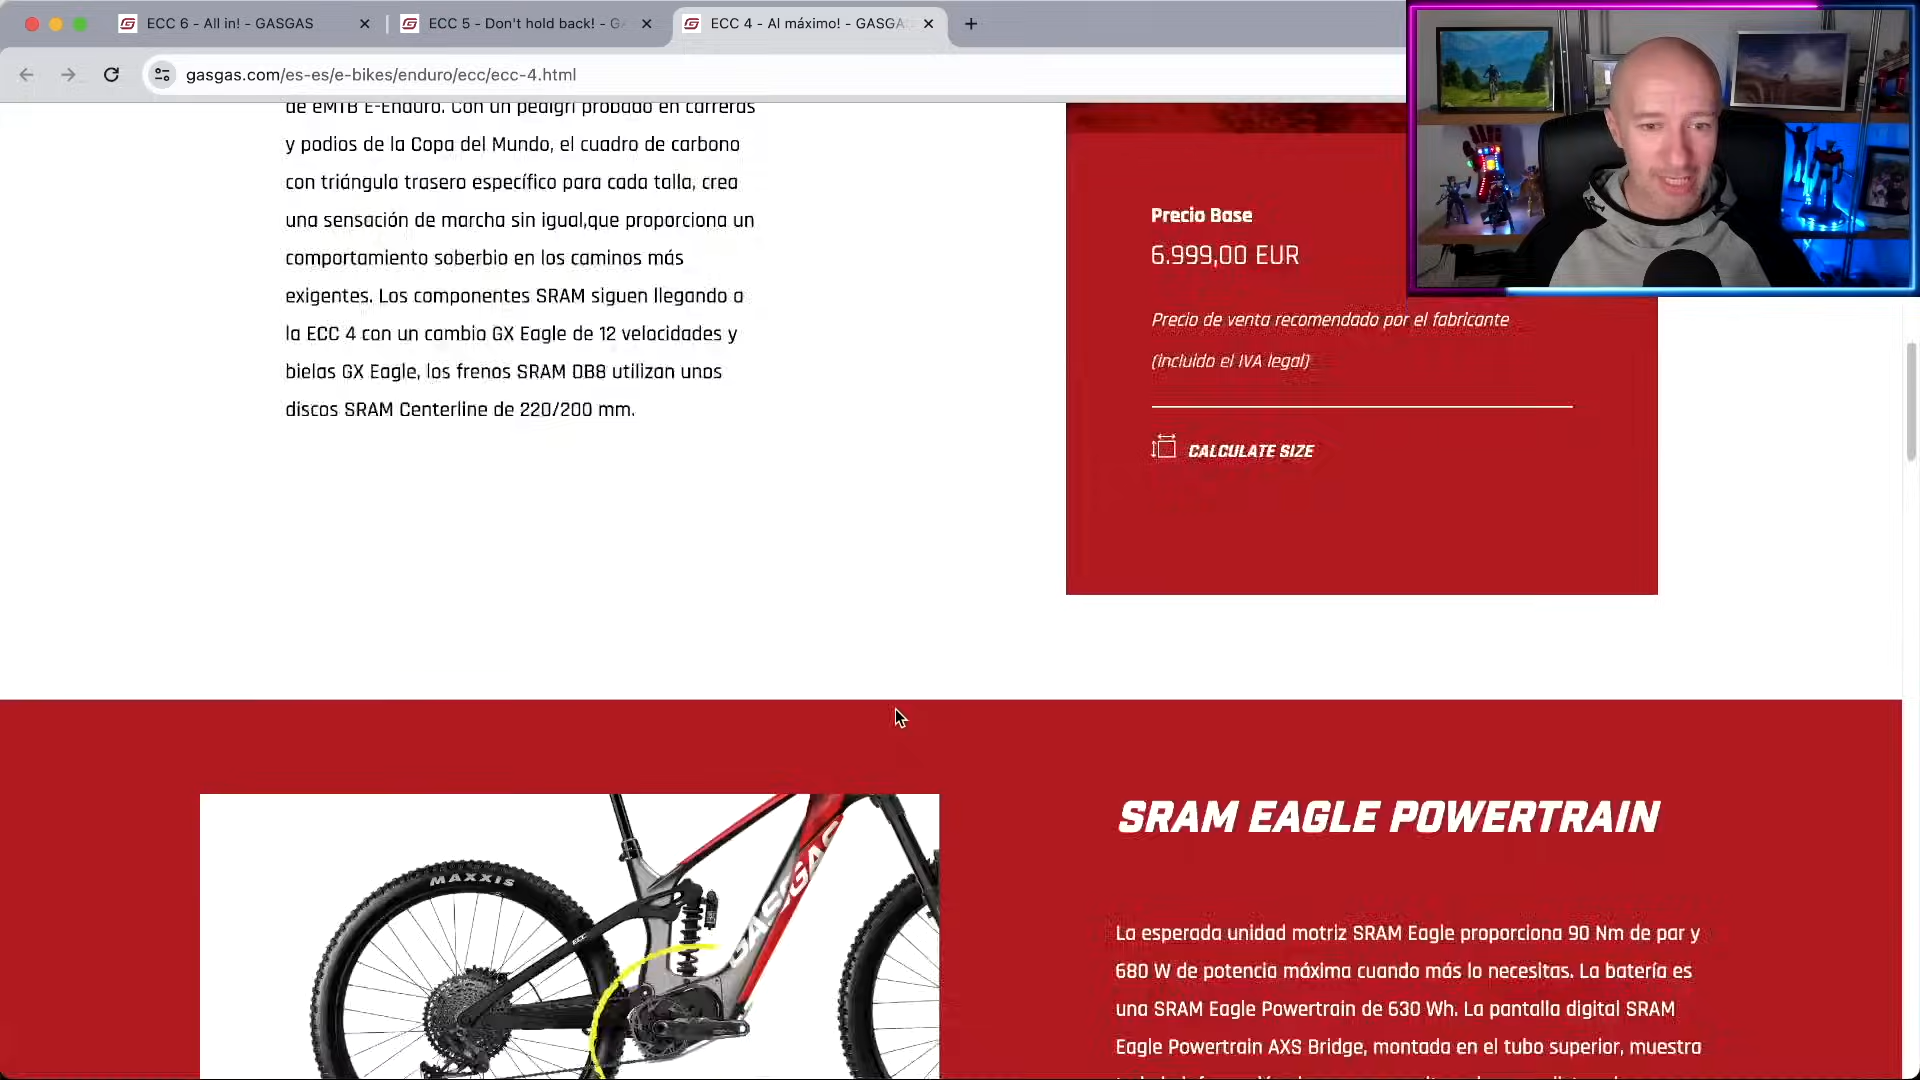 ECC 6 - All in! - GASGAS
ECC 5 - Don't hold back! - GA
ECC 4 - Al máximo! - GASGA
gasgas.com/es-es/e-bikes/enduro/ecc/ecc-4.html
de eMTB E-Enduro. Con un pedigrí probado en carreras
y podios de la Copa del Mundo, el cuadro de carbono
con triángulo trasero específico para cada talla, crea
una sensación de marcha sin igual,que proporciona un
comportamiento soberbio en los caminos más
exigentes. Los componentes SRAM siguen llegando a
la ECC 4 con un cambio GX Eagle de 12 velocidades y
bielas GX Eagle, los frenos SRAM DB8 utilizan unos
discos SRAM Centerline de 220/200 mm.
Precio Base
6.999,00 EUR
Precio de venta recomendado por el fabricante
(incluido el IVA legal)
CALCULATE SIZE
MAXXIS
GASGAS
ECC
SRAM EAGLE POWERTRAIN
La esperada unidad motriz SRAM Eagle proporciona 90 Nm de par y
680 W de potencia máxima cuando más lo necesitas. La batería es
una SRAM Eagle Powertrain de 630 Wh. La pantalla digital SRAM
Eagle Powertrain AXS Bridge, montada en el tubo superior, muestra